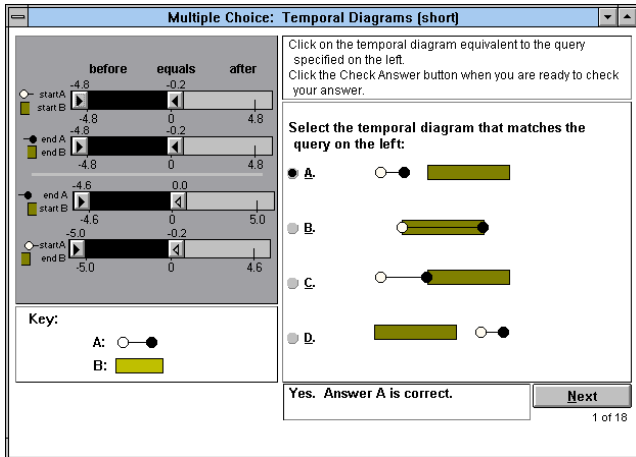 Multiple Choice: Temporal Diagrams (short)
before equals after
-4.8 -0.2
startA
start B
-4.8 0 4.8
-4.8 -0.2
end A
end B
-4.8 0 4.8
-4.6 0.0
end A
start B
-4.6 0 5.0
-5.0 -0.2
startA
end B
-5.0 0 4.6
Key:
A:
B:
Click on the temporal diagram equivalent to the query
specified on the left.
Click the Check Answer button when you are ready to check
your answer.
Select the temporal diagram that matches the
query on the left:
A.
B.
C.
D.
Yes. Answer A is correct.
Next
1 of 18